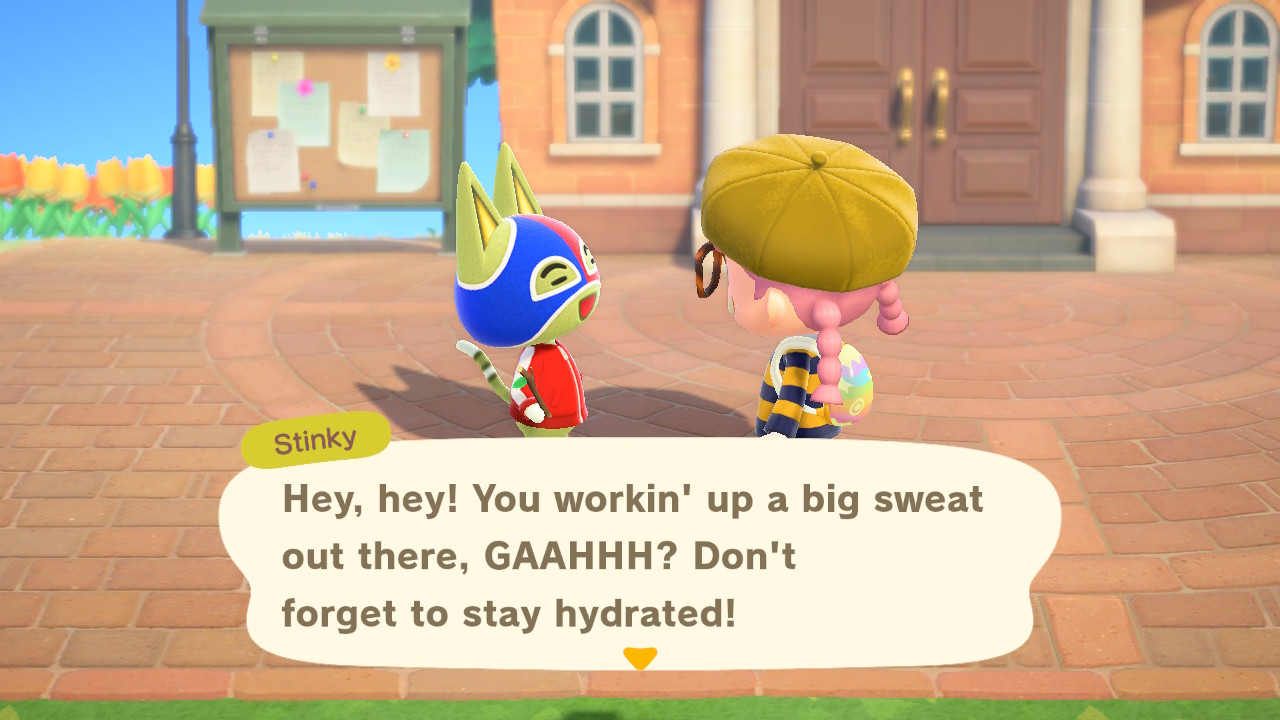 Stinky
Hey, hey! You workin' up a big sweat
out there, GAAHHH? Don't
forget to stay hydrated!